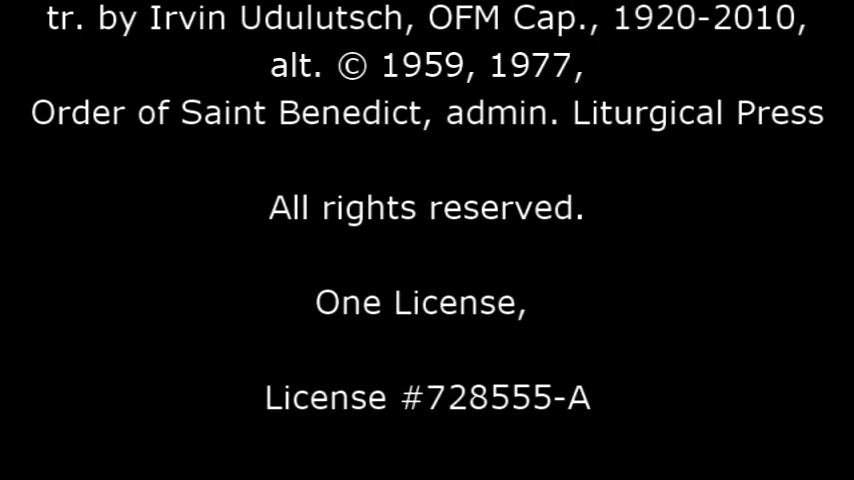 tr. by Irvin Udulutsch, OFM Cap., 1920-2010,
alt. © 1959, 1977,
Order of Saint Benedict, admin. Liturgical Press
All rights reserved.
One License,
License #728555-A